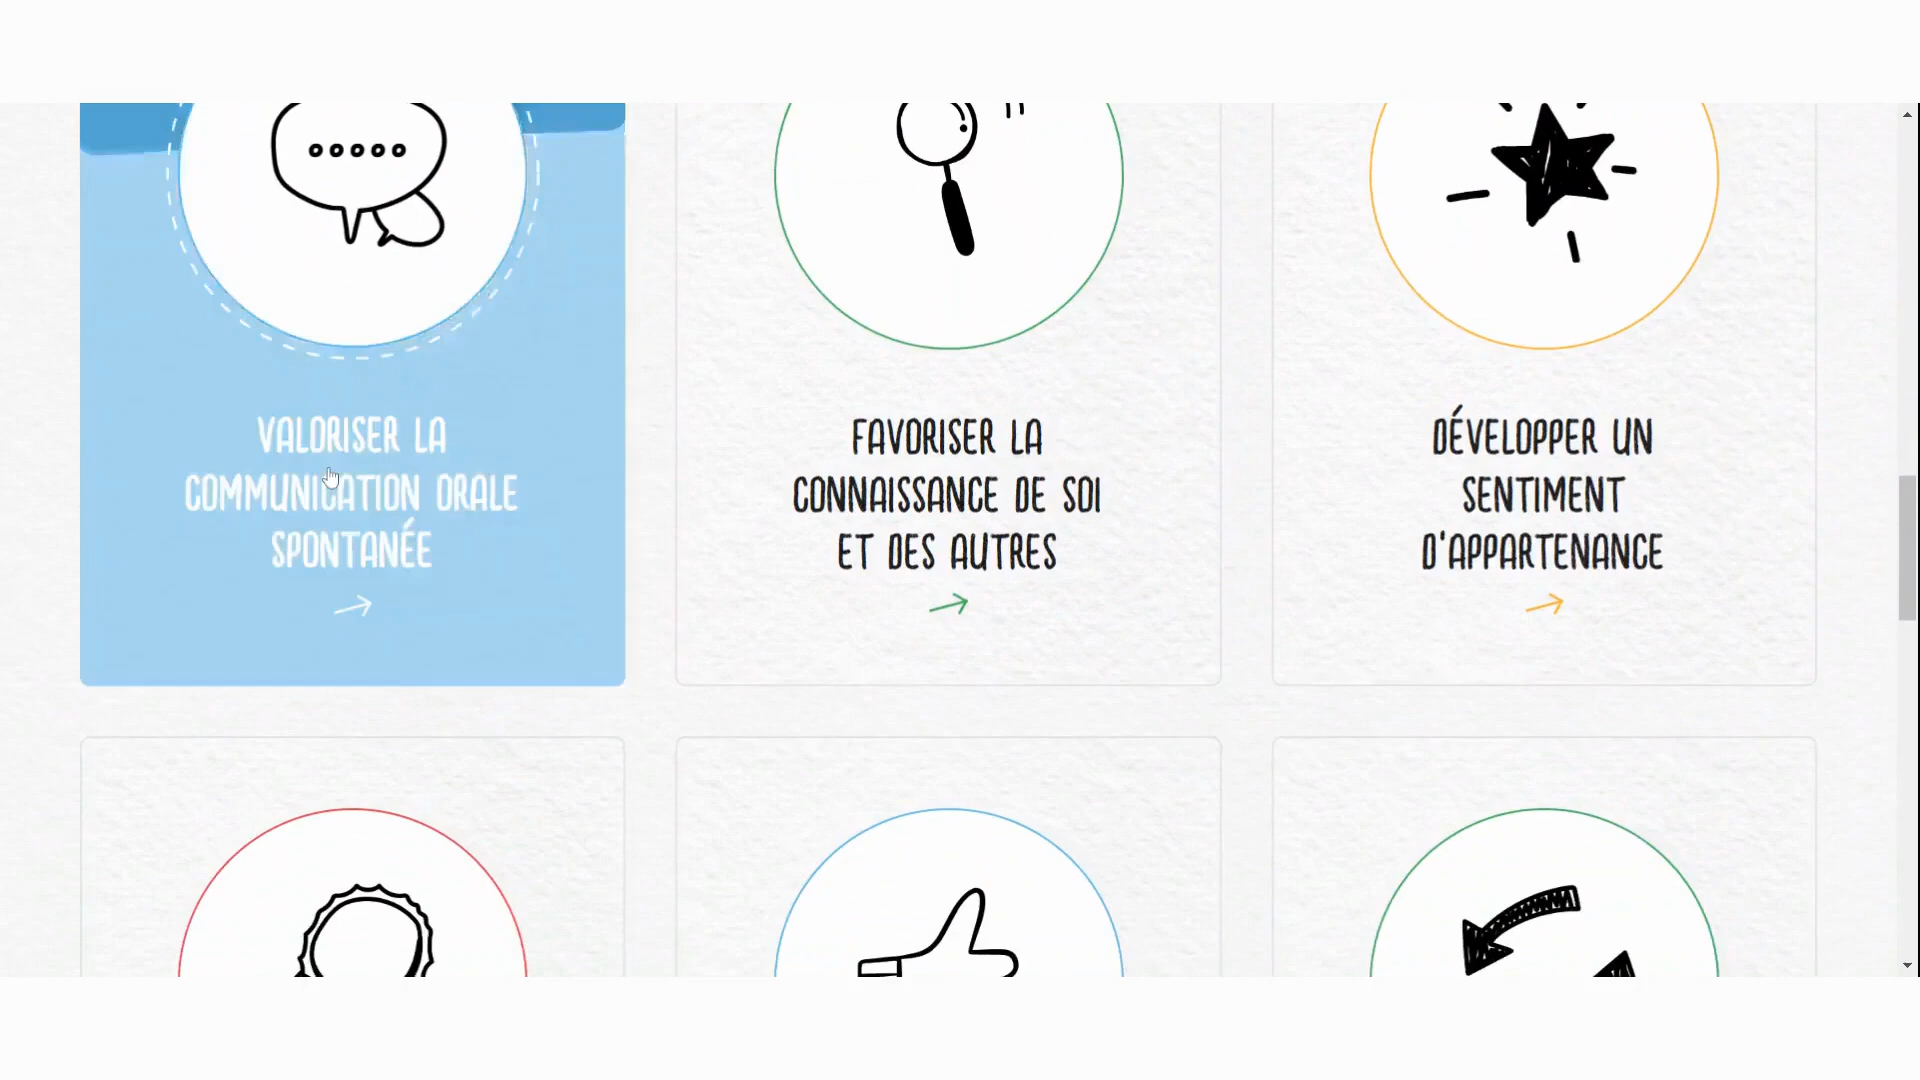 VALORISER LA
COMMUNICATION ORALE
SPONTANÉE
FAVORISER LA
CONNAISSANCE DE SOI
ET DES AUTRES
DÉVELOPPER UN
SENTIMENT
D'APPARTENANCE